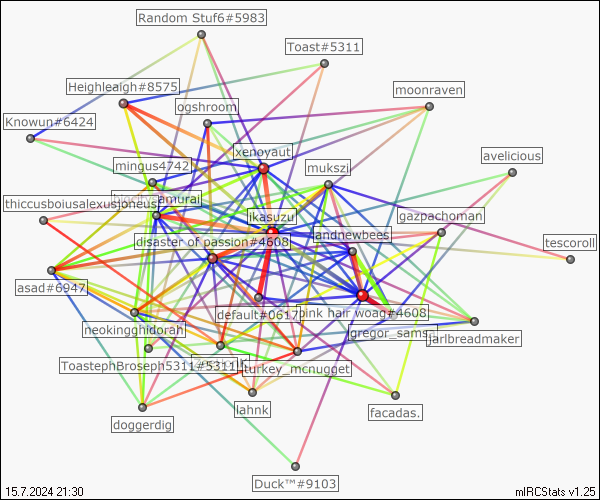 Random Stuf6#5983
Toast#5311
Heighleaigh#8575
moonraven
ogshroom
Knowun#6424
xenoyaut
avelicious
mingus4742
mukszi
thiccusboiusalexusjoneus
amurai
ikasuzu
gazpachoman
andnewbees
disaster of passion#4608
tescoroll
asad#6947
default#0617
pink hair woag#4608
neokingghidorah
gregor_sams
jarlbreadmaker
ToastephBroseph5311#5311
turkey_mcnugget
lahnk
facadas.
doggerdig
Duck™#9103
15.7.2024 21:30
mIRCStats v1.25